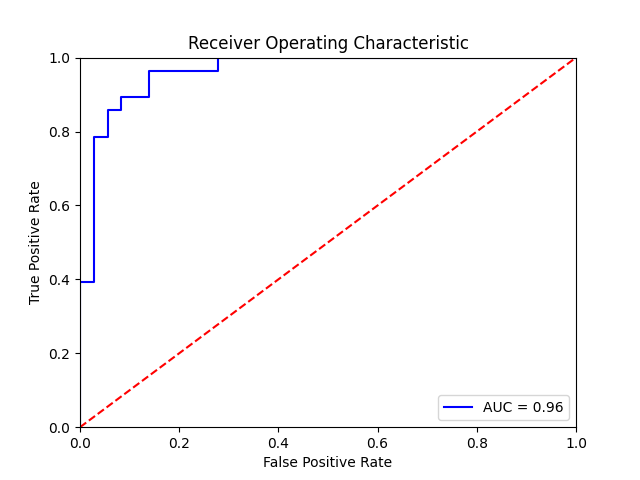 Receiver Operating Characteristic
True Positive Rate
1.0
0.8
0.6
0.4
0.2
0.0
0.0 0.2 0.4 0.6 0.8 1.0
False Positive Rate
AUC = 0.96